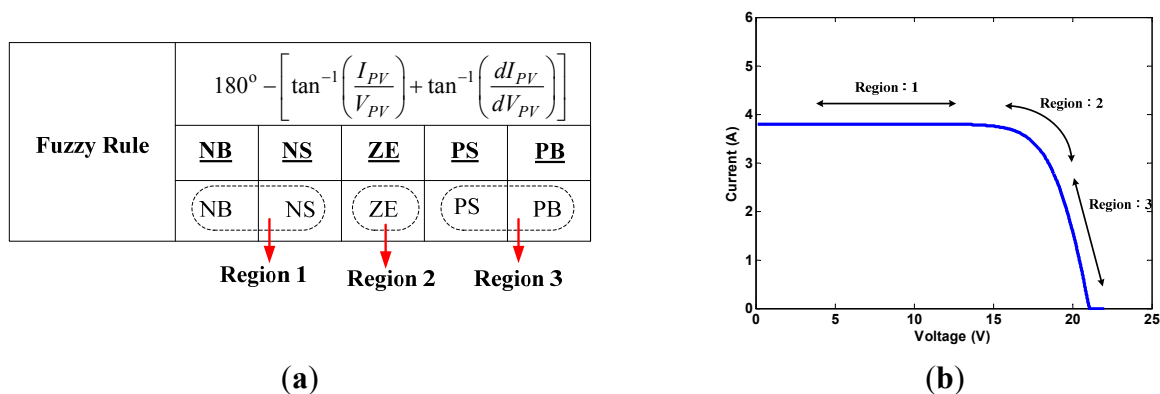 Fuzzy Rule
180° − [ tan⁻¹ ( I_PV / V_PV ) + tan⁻¹ ( dI_PV / dV_PV ) ]
NB NS ZE PS PB
NB NS ZE PS PB
Region 1 Region 2 Region 3
(a)
Current (A)
6
5
4
3
2
1
0
Region：1
Region：2
Region：3
0 5 10 15 20 25
Voltage (V)
(b)